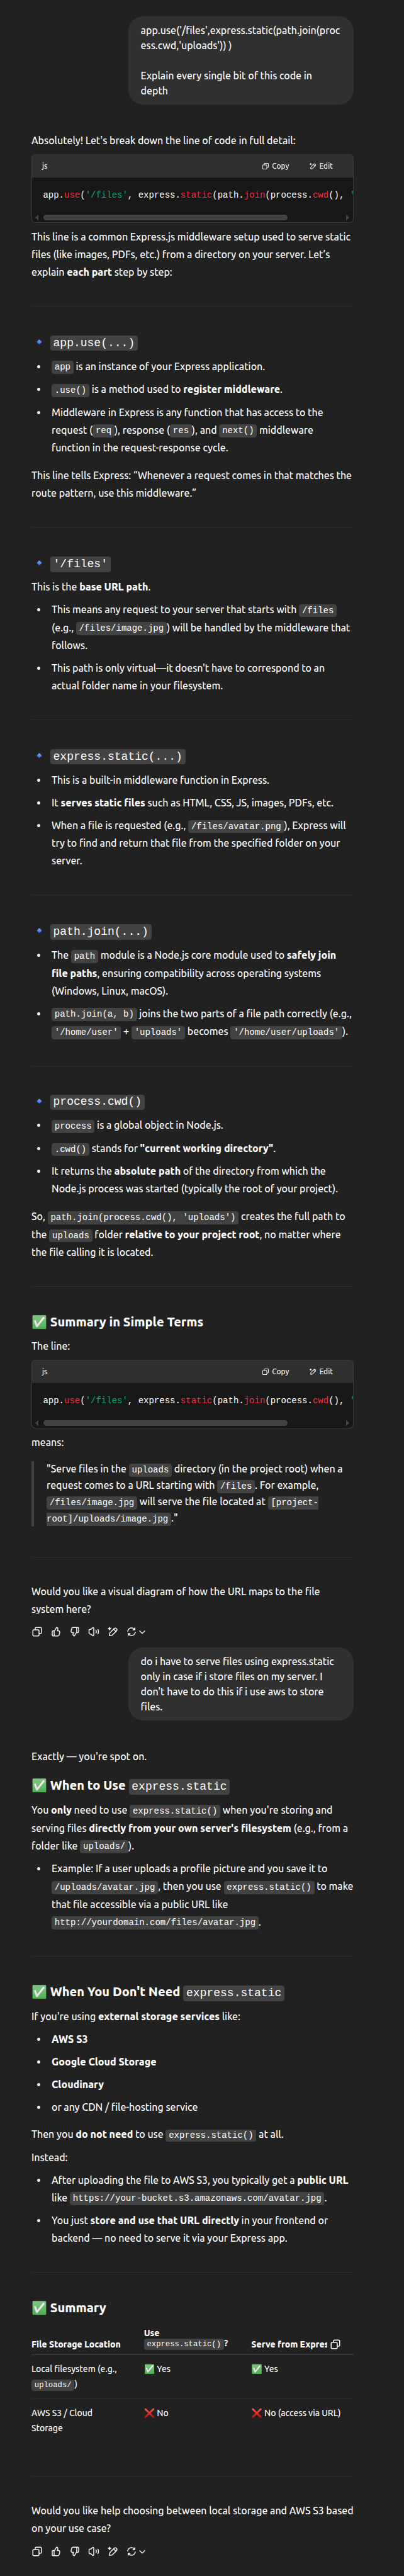 app.use('/files',express.static(path.join(proc
ess.cwd,'uploads')) )
Explain every single bit of this code in
depth
Absolutely! Let's break down the line of code in full detail:
js
Copy
Edit
app.use('/files', express.static(path.join(process.cwd(), '
This line is a common Express.js middleware setup used to serve static
files (like images, PDFs, etc.) from a directory on your server. Let's
explain each part step by step:
app.use(...)
• app is an instance of your Express application.
• .use() is a method used to register middleware.
• Middleware in Express is any function that has access to the
request ( req ), response ( res ), and next() middleware
function in the request-response cycle.
This line tells Express: "Whenever a request comes in that matches the
route pattern, use this middleware."
'/files'
This is the base URL path.
• This means any request to your server that starts with /files
(e.g., /files/image.jpg ) will be handled by the middleware that
follows.
• This path is only virtual—it doesn't have to correspond to an
actual folder name in your filesystem.
express.static(...)
• This is a built-in middleware function in Express.
• It serves static files such as HTML, CSS, JS, images, PDFs, etc.
• When a file is requested (e.g., /files/avatar.png ), Express will
try to find and return that file from the specified folder on your
server.
path.join(...)
• The path module is a Node.js core module used to safely join
file paths, ensuring compatibility across operating systems
(Windows, Linux, macOS).
• path.join(a, b) joins the two parts of a file path correctly (e.g.,
'/home/user' + 'uploads' becomes '/home/user/uploads' ).
process.cwd()
• process is a global object in Node.js.
• .cwd() stands for "current working directory".
• It returns the absolute path of the directory from which the
Node.js process was started (typically the root of your project).
So, path.join(process.cwd(), 'uploads') creates the full path to
the uploads folder relative to your project root, no matter where
the file calling it is located.
✅ Summary in Simple Terms
The line:
js
Copy
Edit
app.use('/files', express.static(path.join(process.cwd(), '
means:
"Serve files in the uploads directory (in the project root) when a
request comes to a URL starting with /files . For example,
/files/image.jpg will serve the file located at [project-
root]/uploads/image.jpg ."
Would you like a visual diagram of how the URL maps to the file
system here?
do i have to serve files using express.static
only in case if i store files on my server. I
don't have to do this if i use aws to store
files.
Exactly — you're spot on.
✅ When to Use express.static
You only need to use express.static() when you're storing and
serving files directly from your own server's filesystem (e.g., from a
folder like uploads/ ).
• Example: If a user uploads a profile picture and you save it to
/uploads/avatar.jpg , then you use express.static() to make
that file accessible via a public URL like
http://yourdomain.com/files/avatar.jpg .
✅ When You Don't Need express.static
If you're using external storage services like:
• AWS S3
• Google Cloud Storage
• Cloudinary
• or any CDN / file-hosting service
Then you do not need to use express.static() at all.
Instead:
• After uploading the file to AWS S3, you typically get a public URL
like https://your-bucket.s3.amazonaws.com/avatar.jpg .
• You just store and use that URL directly in your frontend or
backend — no need to serve it via your Express app.
✅ Summary
File Storage Location
Use
express.static() ?
Serve from Expres
Local filesystem (e.g.,
uploads/ )
✅ Yes
✅ Yes
AWS S3 / Cloud
Storage
❌ No
❌ No (access via URL)
Would you like help choosing between local storage and AWS S3 based
on your use case?